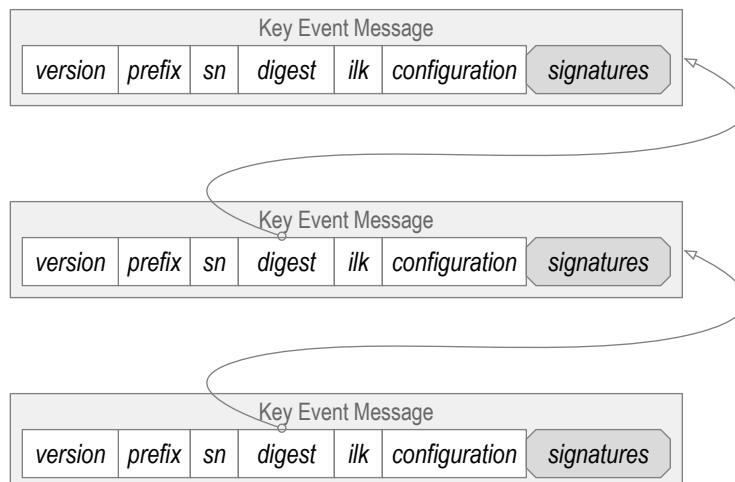 Key Event Message
version prefix sn digest ilk configuration signatures
Key Event Message
version prefix sn digest ilk configuration signatures
Key Event Message
version prefix sn digest ilk configuration signatures